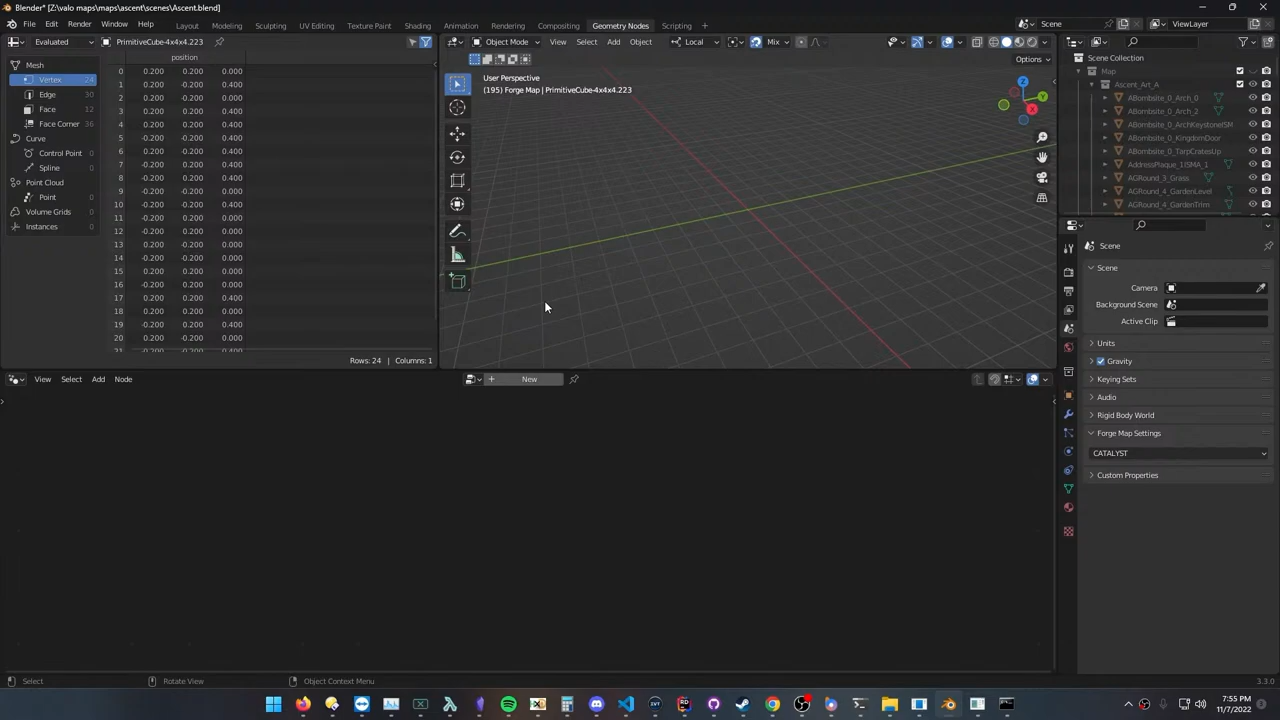 Blender* [Z:\valo maps\maps\ascent\scenes\Ascent.blend]
File Edit Render Window Help Layout Modeling Sculpting UV Editing Texture Paint Shading Animation Rendering Compositing Geometry Nodes Scripting Scene ViewLayer
Evaluated PrimitiveCube-4x4x4.223
Object Mode View Select Add Object Local Mix
Options
Mesh
Vertex 24
Edge 30
Face 12
Face Corner 36
Curve
Control Point 0
Spline 0
Point Cloud
Point 0
Volume Grids 0
Instances 0
position
0 0.200 0.200 0.000
1 0.200 0.200 0.400
2 0.200 -0.200 0.000
3 0.200 -0.200 0.400
4 0.200 0.200 0.400
5 -0.200 0.200 0.400
6 0.200 -0.200 0.400
7 -0.200 -0.200 0.400
8 -0.200 0.200 0.400
9 -0.200 0.200 0.000
10 -0.200 -0.200 0.400
11 -0.200 -0.200 0.000
12 -0.200 0.200 0.000
13 0.200 0.200 0.000
14 -0.200 -0.200 0.000
15 0.200 -0.200 0.000
16 -0.200 0.200 0.000
17 0.200 0.200 0.400
18 0.200 0.200 0.000
19 -0.200 0.200 0.400
20 0.200 -0.200 0.000
Rows: 24 | Columns: 1
User Perspective
(195) Forge Map | PrimitiveCube-4x4x4.223
Z
Y
X
Scene Collection
Map
Ascent_Art_A
ABombsite_0_Arch_0
ABombsite_0_Arch_2
ABombsite_0_ArchKeystoneISM
ABombsite_0_KingdomDoor
ABombsite_0_TarpCratesUp
AddressPlaque_1ISMA_1
AGRound_3_Grass
AGRound_4_GardenLevel
AGRound_4_GardenTrim
Scene
Scene
Camera
Background Scene
Active Clip
Units
Gravity
Keying Sets
Audio
Rigid Body World
Forge Map Settings
CATALYST
Custom Properties
View Select Add Node New
Select Rotate View Object Context Menu 3.3.0
7:55 PM
11/7/2022